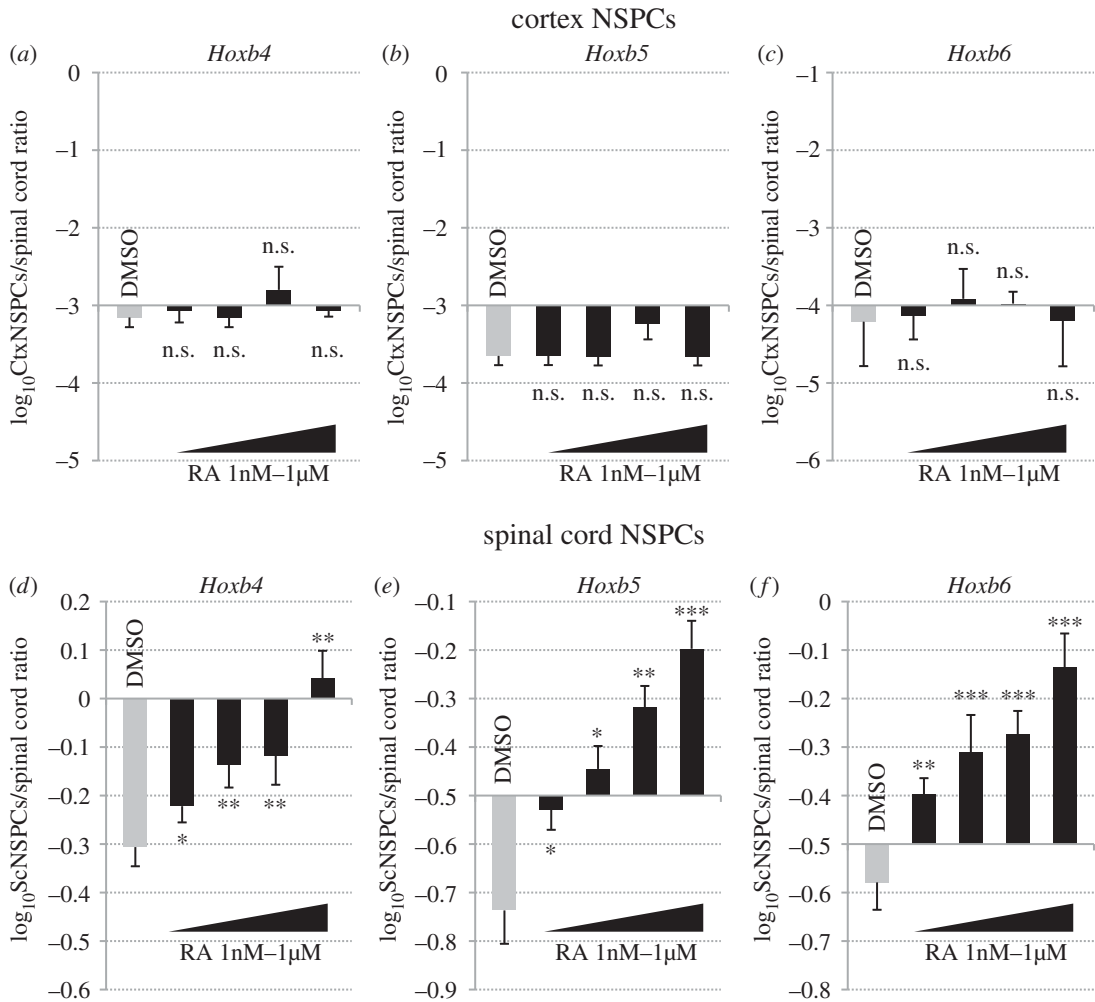 cortex NSPCs
(a) Hoxb4
log10CtxNSPCs/spinal cord ratio
0
–1
–2
–3
–4
–5
DMSO
n.s.
n.s.
n.s.
n.s.
RA 1nM–1µM
(b) Hoxb5
log10CtxNSPCs/spinal cord ratio
0
–1
–2
–3
–4
–5
DMSO
n.s.
n.s.
n.s.
n.s.
RA 1nM–1µM
(c) Hoxb6
log10CtxNSPCs/spinal cord ratio
–1
–2
–3
–4
–5
–6
DMSO
n.s.
n.s.
n.s.
n.s.
RA 1nM–1µM
spinal cord NSPCs
(d) Hoxb4
log10ScNSPCs/spinal cord ratio
0.2
0.1
0
–0.1
–0.2
–0.3
–0.4
–0.5
–0.6
DMSO
*
**
**
**
RA 1nM–1µM
(e) Hoxb5
log10ScNSPCs/spinal cord ratio
–0.1
–0.2
–0.3
–0.4
–0.5
–0.6
–0.7
–0.8
–0.9
DMSO
*
*
**
***
RA 1nM–1µM
(f) Hoxb6
log10ScNSPCs/spinal cord ratio
0
–0.1
–0.2
–0.3
–0.4
–0.5
–0.6
–0.7
–0.8
DMSO
**
***
***
***
RA 1nM–1µM